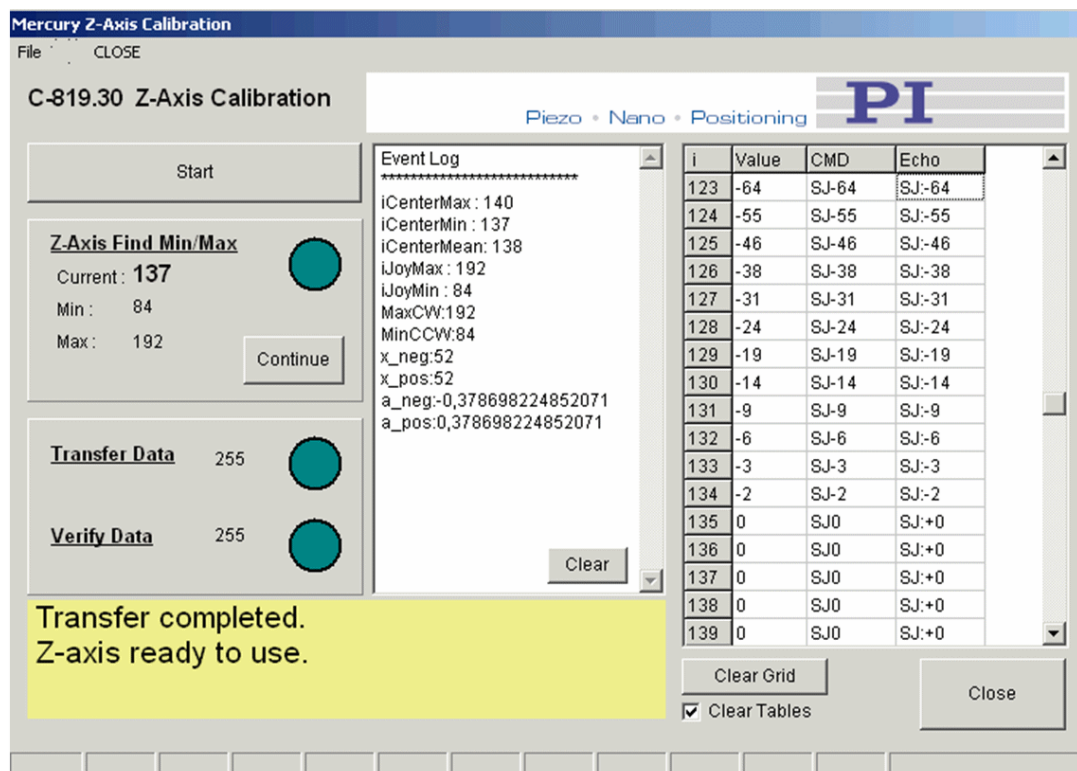 Mercury Z-Axis Calibration
File CLOSE
C-819.30 Z-Axis Calibration
Piezo • Nano • Positioning
PI
Start
Z-Axis Find Min/Max
Current : 137
Min : 84
Max : 192
Continue
Transfer Data 255
Verify Data 255
Event Log
***************************
iCenterMax : 140
iCenterMin : 137
iCenterMean: 138
iJoyMax : 192
iJoyMin : 84
MaxCW:192
MinCCW:84
x_neg:52
x_pos:52
a_neg:-0,378698224852071
a_pos:0,378698224852071
Clear
i Value CMD Echo
123 -64 SJ-64 SJ:-64
124 -55 SJ-55 SJ:-55
125 -46 SJ-46 SJ:-46
126 -38 SJ-38 SJ:-38
127 -31 SJ-31 SJ:-31
128 -24 SJ-24 SJ:-24
129 -19 SJ-19 SJ:-19
130 -14 SJ-14 SJ:-14
131 -9 SJ-9 SJ:-9
132 -6 SJ-6 SJ:-6
133 -3 SJ-3 SJ:-3
134 -2 SJ-2 SJ:-2
135 0 SJ0 SJ:+0
136 0 SJ0 SJ:+0
137 0 SJ0 SJ:+0
138 0 SJ0 SJ:+0
139 0 SJ0 SJ:+0
Transfer completed.
Z-axis ready to use.
Clear Grid
Clear Tables
Close